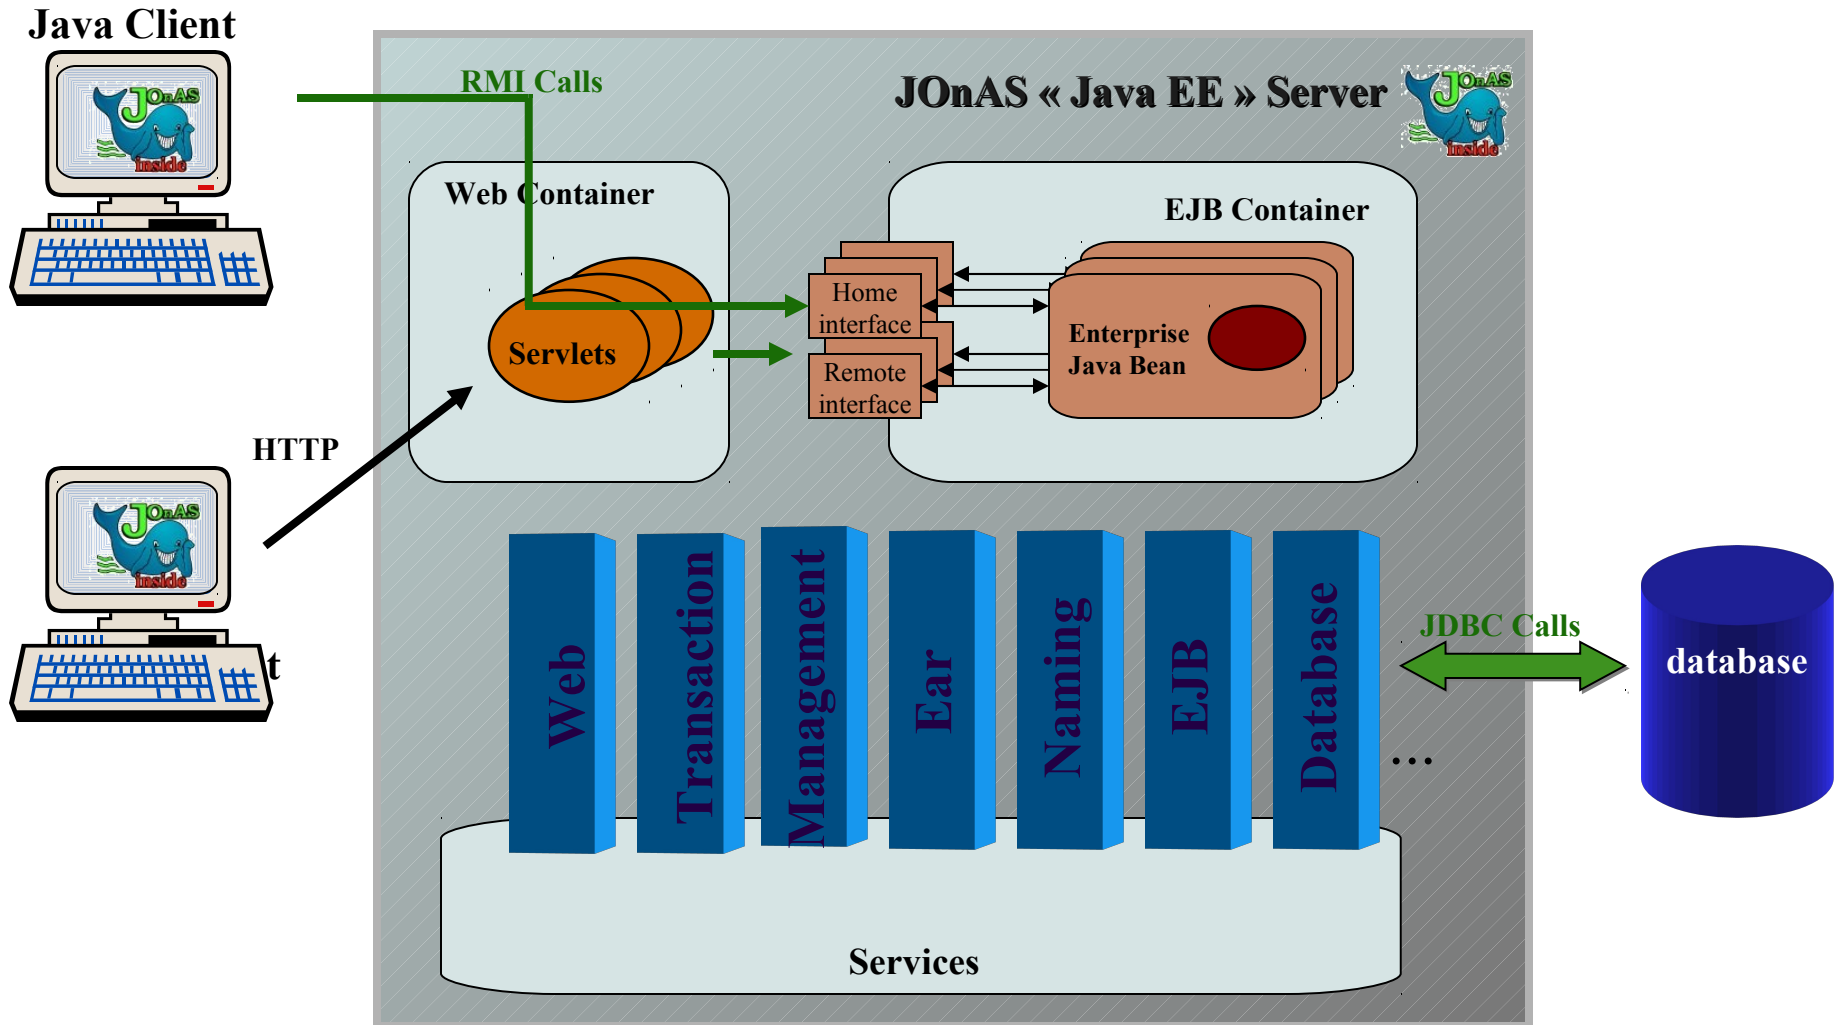 Java Client
JOnAS
inside
RMI Calls
JOnAS « Java EE » Server
JOnAS
inside
Web Container
EJB Container
Servlets
Home
interface
Remote
interface
Enterprise
Java Bean
HTTP
JOnAS
inside
t
Web
Transaction
Management
Ear
Naming
EJB
Database
...
JDBC Calls
database
Services